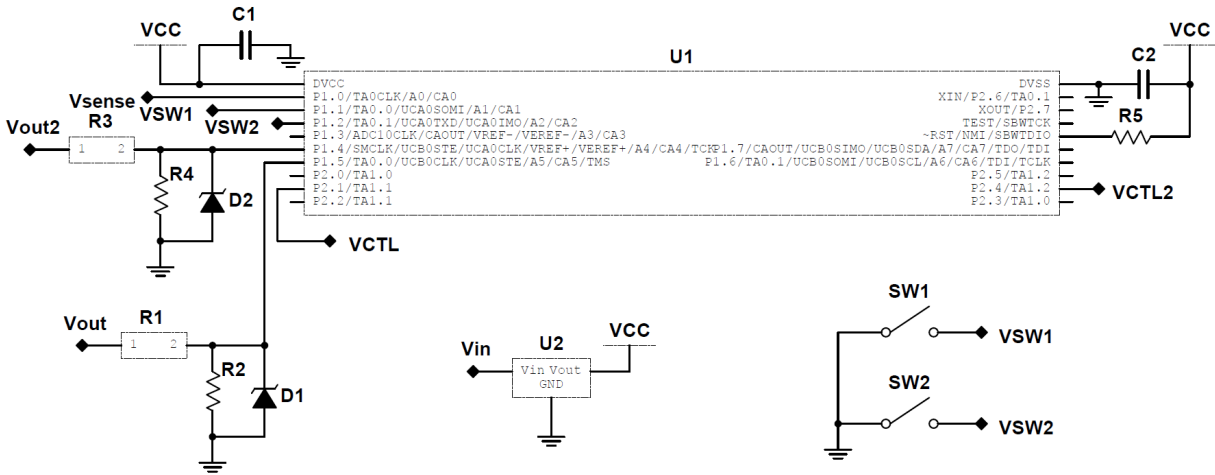 C1
VCC
VCC
U1
C2
DVCC
DVSS
P1.0/TA0CLK/A0/CA0
XIN/P2.6/TA0.1
VSW1
P1.1/TA0.0/UCA0SOMI/A1/CA1
XOUT/P2.7
Vsense
R5
VSW2
P1.2/TA0.1/UCA0TXD/UCA0IMO/A2/CA2
TEST/SBWTCK
Vout2
R3
P1.3/ADC10CLK/CAOUT/VREF-/VEREF-/A3/CA3
~RST/NMI/SBWTDIO
1 2
P1.4/SMCLK/UCB0STE/UCA0CLK/VREF+/VEREF+/A4/CA4/TCK
P1.7/CAOUT/UCB0SIMO/UCB0SDA/A7/CA7/TDO/TDI
P1.5/TA0.0/UCB0CLK/UCA0STE/A5/CA5/TMS
P1.6/TA0.1/UCB0SOMI/UCB0SCL/A6/CA6/TDI/TCLK
R4
P2.0/TA1.0
P2.5/TA1.2
P2.1/TA1.1
P2.4/TA1.2
VCTL2
D2
P2.2/TA1.1
P2.3/TA1.0
VCTL
SW1
Vout
R1
VCC
VSW1
1 2
Vin
U2
R2
Vin Vout
GND
SW2
D1
VSW2